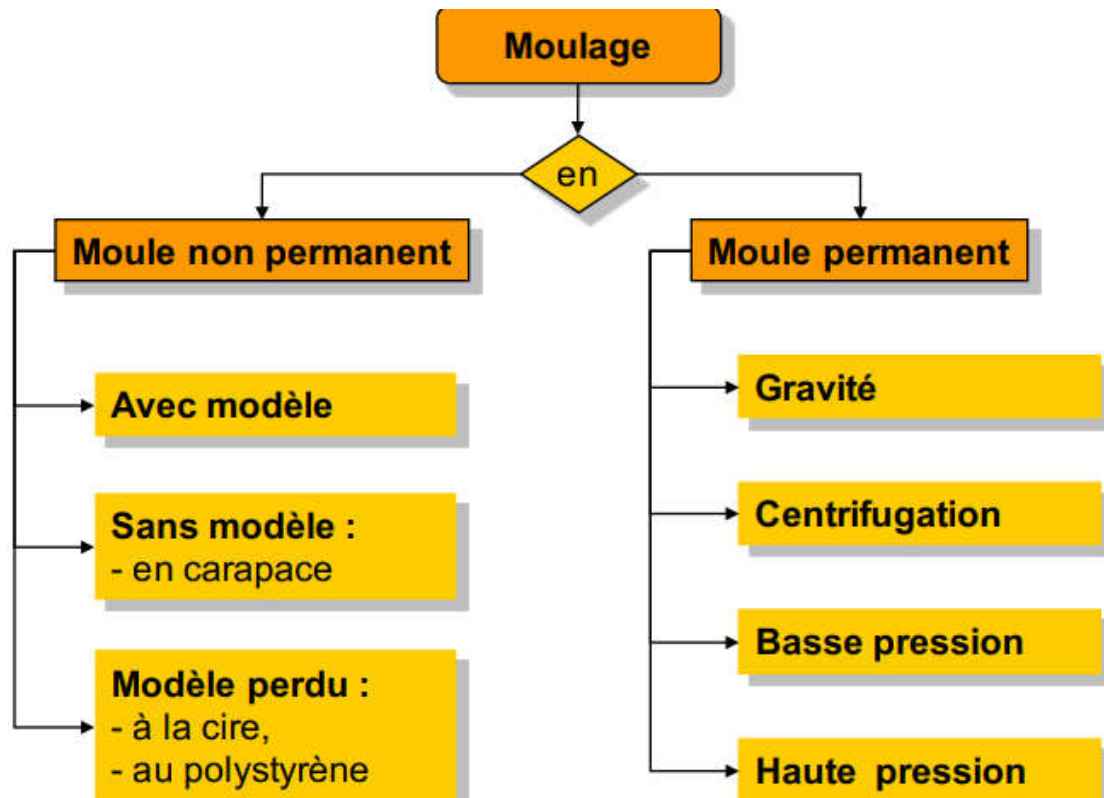 Moulage
en
Moule non permanent
Avec modèle
Sans modèle :
- en carapace
Modèle perdu :
- à la cire,
- au polystyrène
Moule permanent
Gravité
Centrifugation
Basse pression
Haute pression